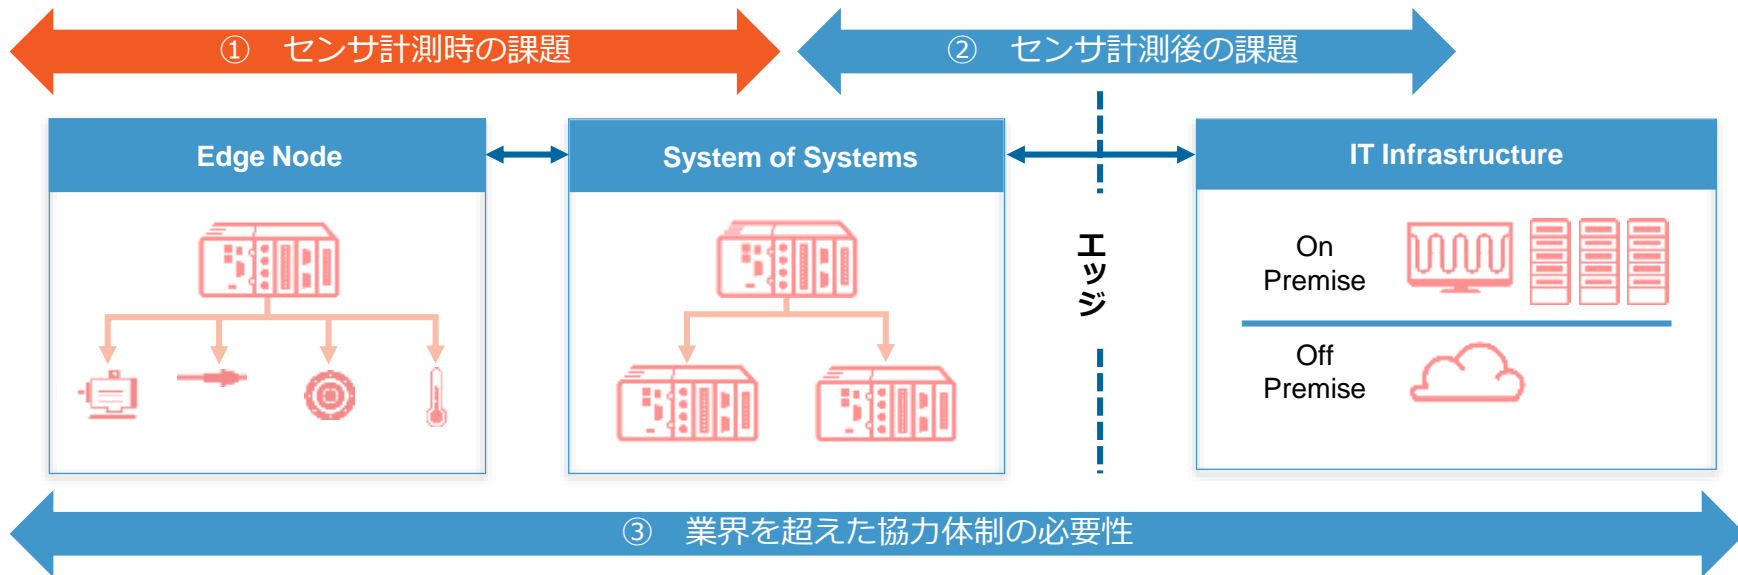 ① センサ計測時の課題
② センサ計測後の課題
Edge Node
System of Systems
IT Infrastructure
エッジ
On
Premise
Off
Premise
③ 業界を超えた協力体制の必要性